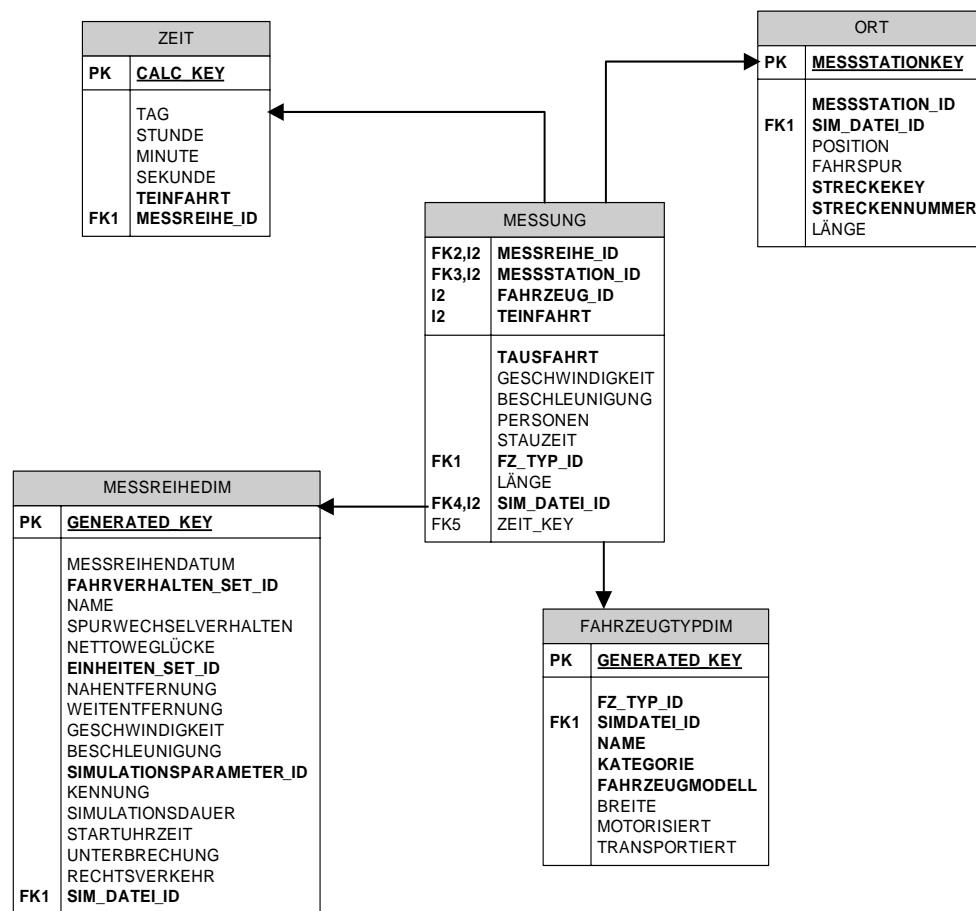 ZEIT
PK CALC_KEY
TAG
STUNDE
MINUTE
SEKUNDE
TEINFAHRT
FK1 MESSREIHE_ID
ORT
PK MESSSTATIONKEY
MESSSTATION_ID
FK1 SIM_DATEI_ID
POSITION
FAHRSPUR
STRECKEKEY
STRECKENNUMMER
LÄNGE
MESSUNG
FK2,I2 MESSREIHE_ID
FK3,I2 MESSSTATION_ID
I2 FAHRZEUG_ID
I2 TEINFAHRT
TAUSFAHRT
GESCHWINDIGKEIT
BESCHLEUNIGUNG
PERSONEN
STAUZEIT
FK1 FZ_TYP_ID
LÄNGE
FK4,I2 SIM_DATEI_ID
FK5 ZEIT_KEY
MESSREIHEDIM
PK GENERATED_KEY
MESSREIHENDATUM
FAHRVERHALTEN_SET_ID
NAME
SPURWECHSELVERHALTEN
NETTOWEGLÜCKE
EINHEITEN_SET_ID
NAHENTFERNUNG
WEITENTFERNUNG
GESCHWINDIGKEIT
BESCHLEUNIGUNG
SIMULATIONSPARAMETER_ID
KENNUNG
SIMULATIONSDAUER
STARTUHRZEIT
UNTERBRECHUNG
RECHTSVERKEHR
FK1 SIM_DATEI_ID
FAHRZEUGTYPDIM
PK GENERATED_KEY
FZ_TYP_ID
FK1 SIMDATEI_ID
NAME
KATEGORIE
FAHRZEUGMODELL
BREITE
MOTORISIERT
TRANSPORTIERT